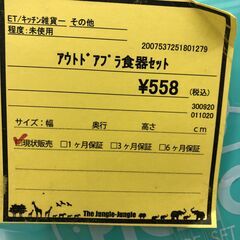 ET/キッチン雑貨ー その他
程度:未使用
2007537251801279
ｱｳﾄﾄﾞｱプラ食器セット
¥558 (税込)
300920
011020
サイズ:幅 奥行 高さ cm
□現状販売 □1ヶ月保証 □3ヶ月保証 □6ヶ月保証
The Jungle-Jungle
SET